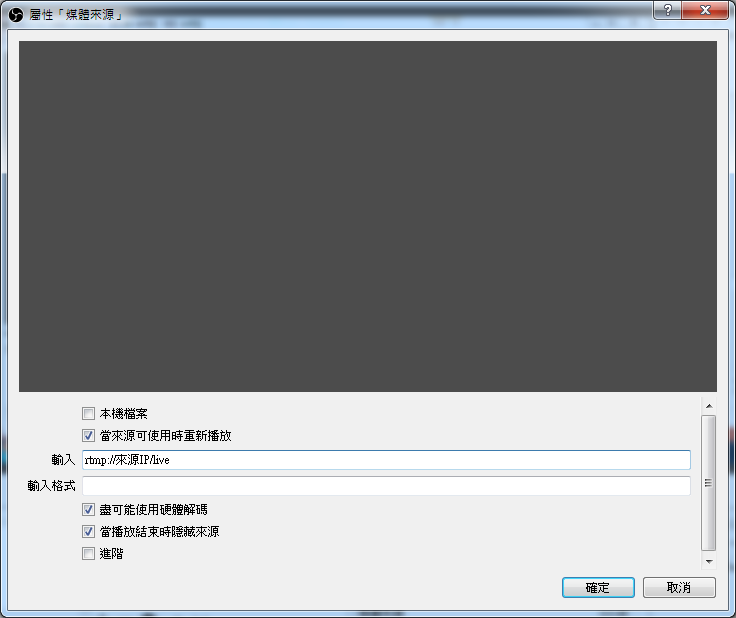 屬性「媒體來源」
本機檔案
當來源可使用時重新播放
輸入 rtmp://來源IP/live
輸入格式
盡可能使用硬體解碼
當播放結束時隱藏來源
進階
確定 取消